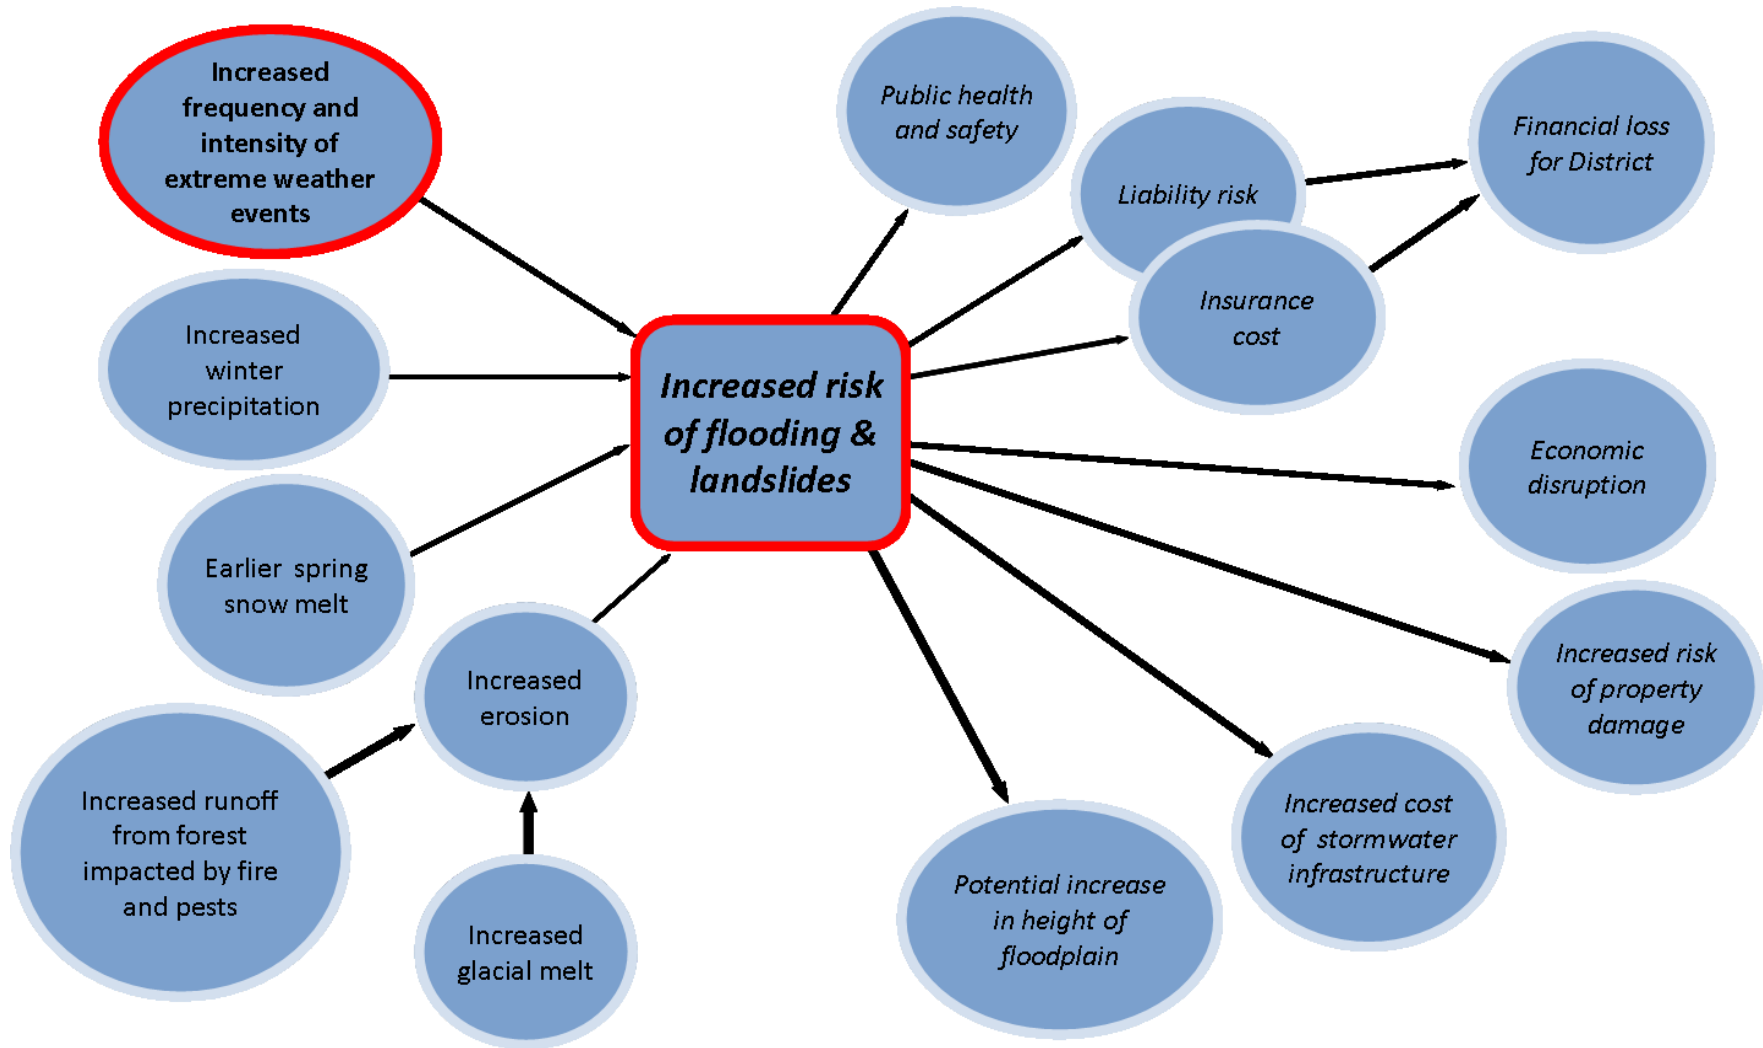 Increased
frequency and
intensity of
extreme weather
events
Increased
winter
precipitation
Earlier spring
snow melt
Increased
erosion
Increased runoff
from forest
impacted by fire
and pests
Increased
glacial melt
Increased risk
of flooding &
landslides
Public health
and safety
Liability risk
Insurance
cost
Financial loss
for District
Economic
disruption
Increased risk
of property
damage
Increased cost
of stormwater
infrastructure
Potential increase
in height of
floodplain